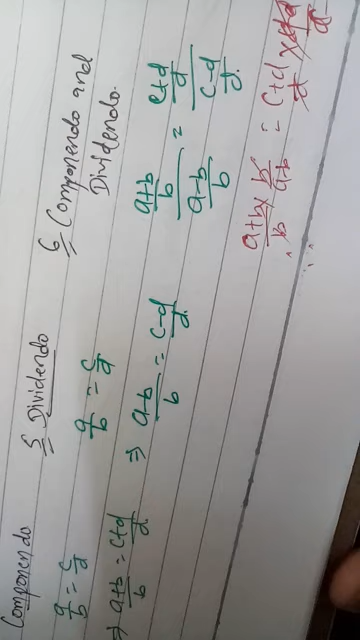 Componendo
a/b = c/d
⇒ a+b/b = c+d/d
5 Dividendo
a/b = c/d
⇒ a-b/b = c-d/d
6 Componendo and
Dividendo.
a+b/b / a-b/b = c+d/d / c-d/d
a+b/b × b/a+b = c+d/d ×